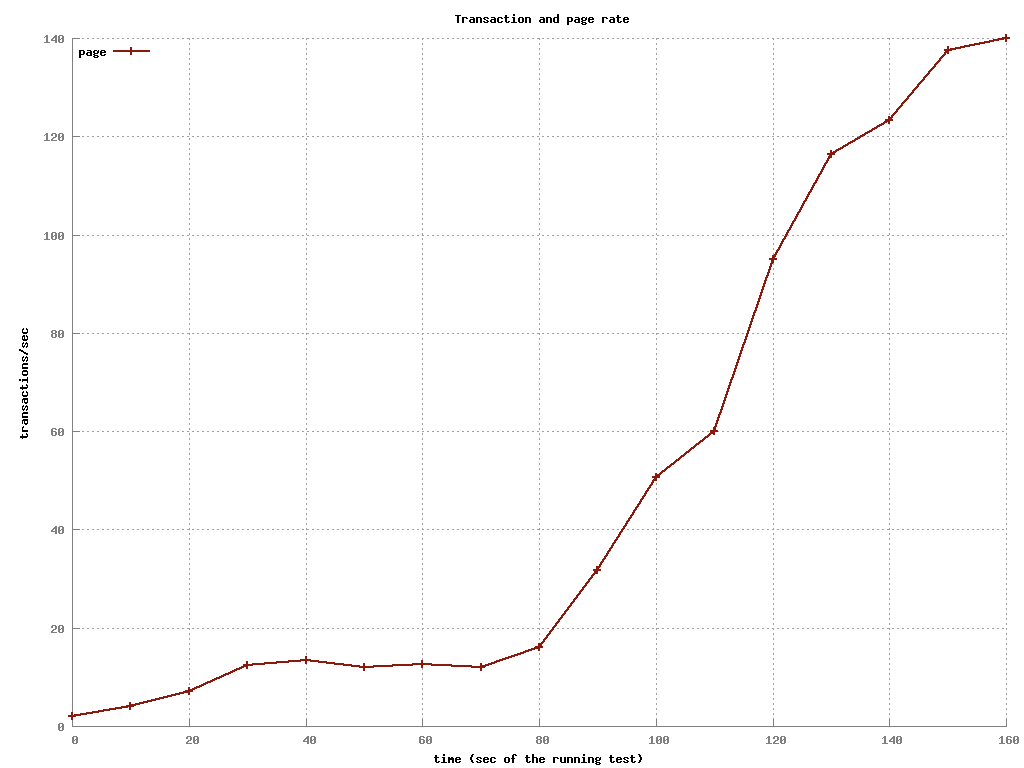 Transaction and page rate
page
140
120
100
80
60
40
20
0
transactions/sec
0 20 40 60 80 100 120 140 160
time (sec of the running test)